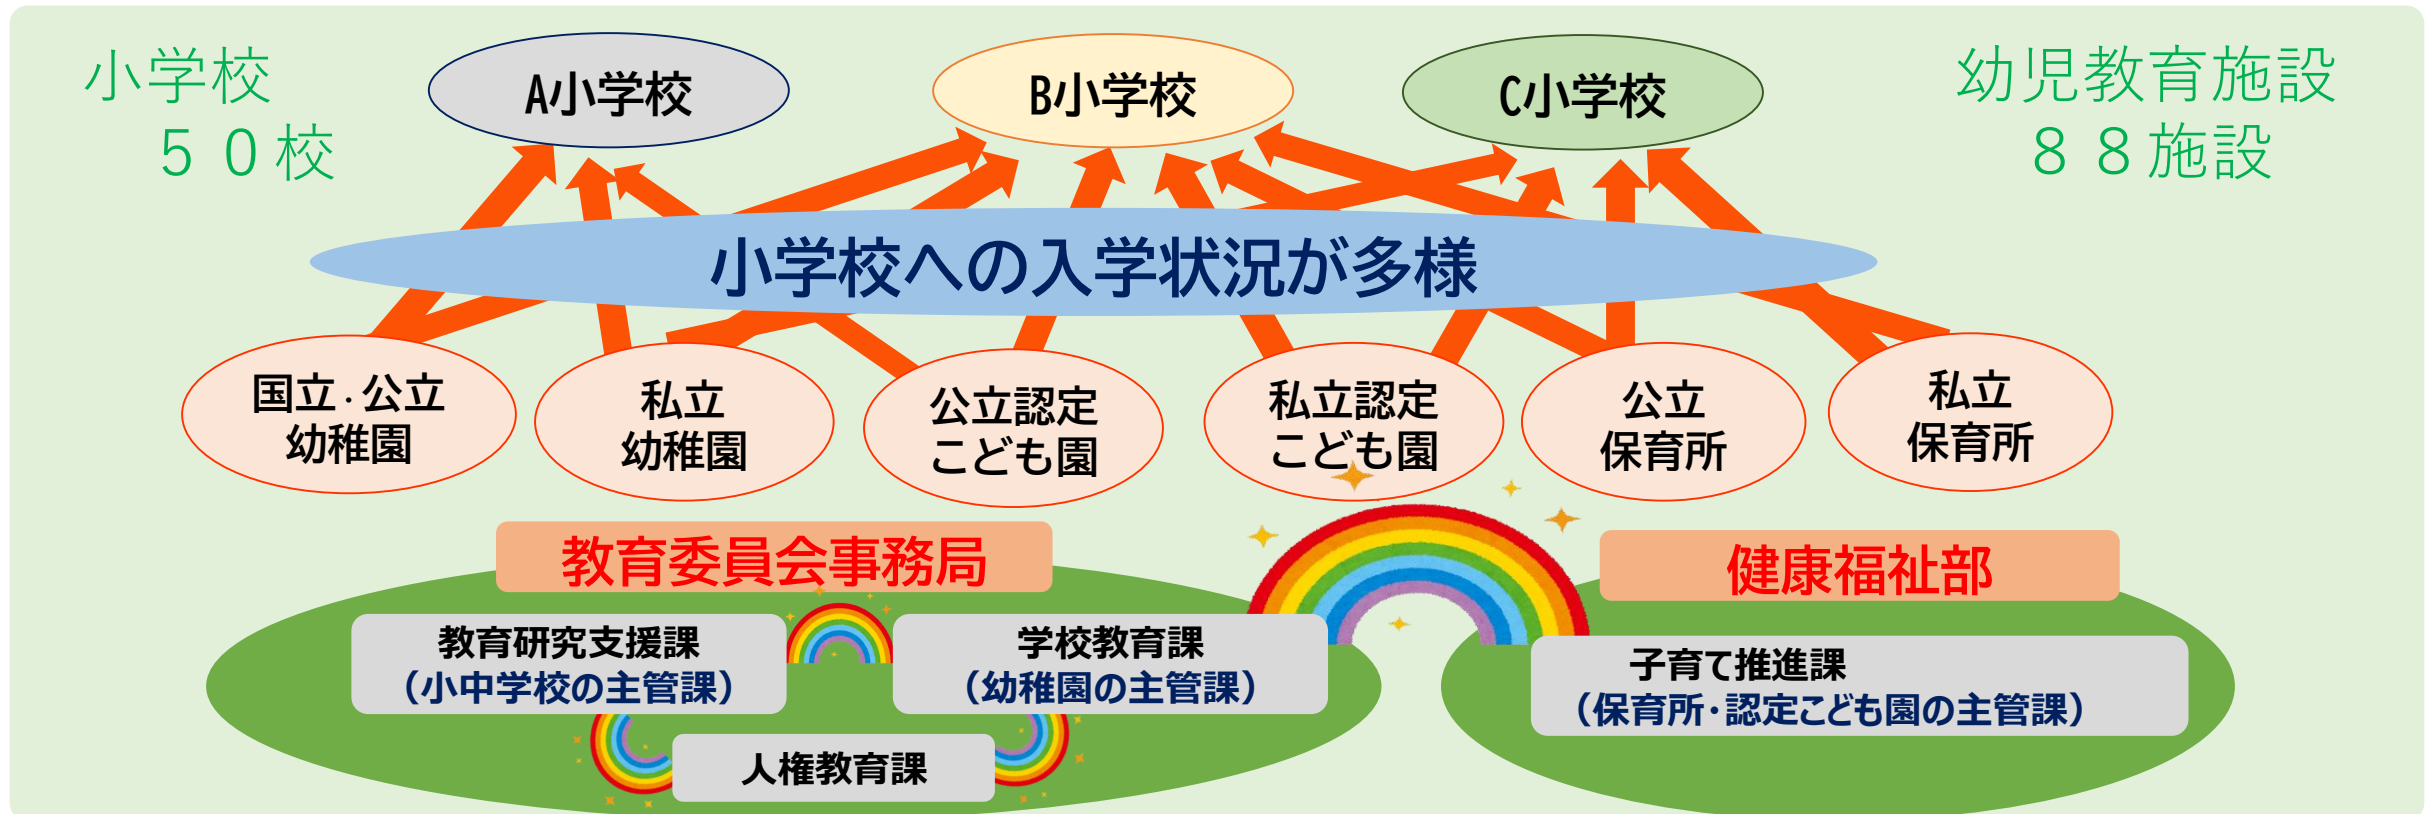 小学校
５０校
A小学校
B小学校
C小学校
幼児教育施設
８８施設
小学校への入学状況が多様
国立・公立
幼稚園
私立
幼稚園
公立認定
こども園
私立認定
こども園
公立
保育所
私立
保育所
教育委員会事務局
健康福祉部
教育研究支援課
（小中学校の主管課）
学校教育課
（幼稚園の主管課）
人権教育課
子育て推進課
（保育所・認定こども園の主管課）